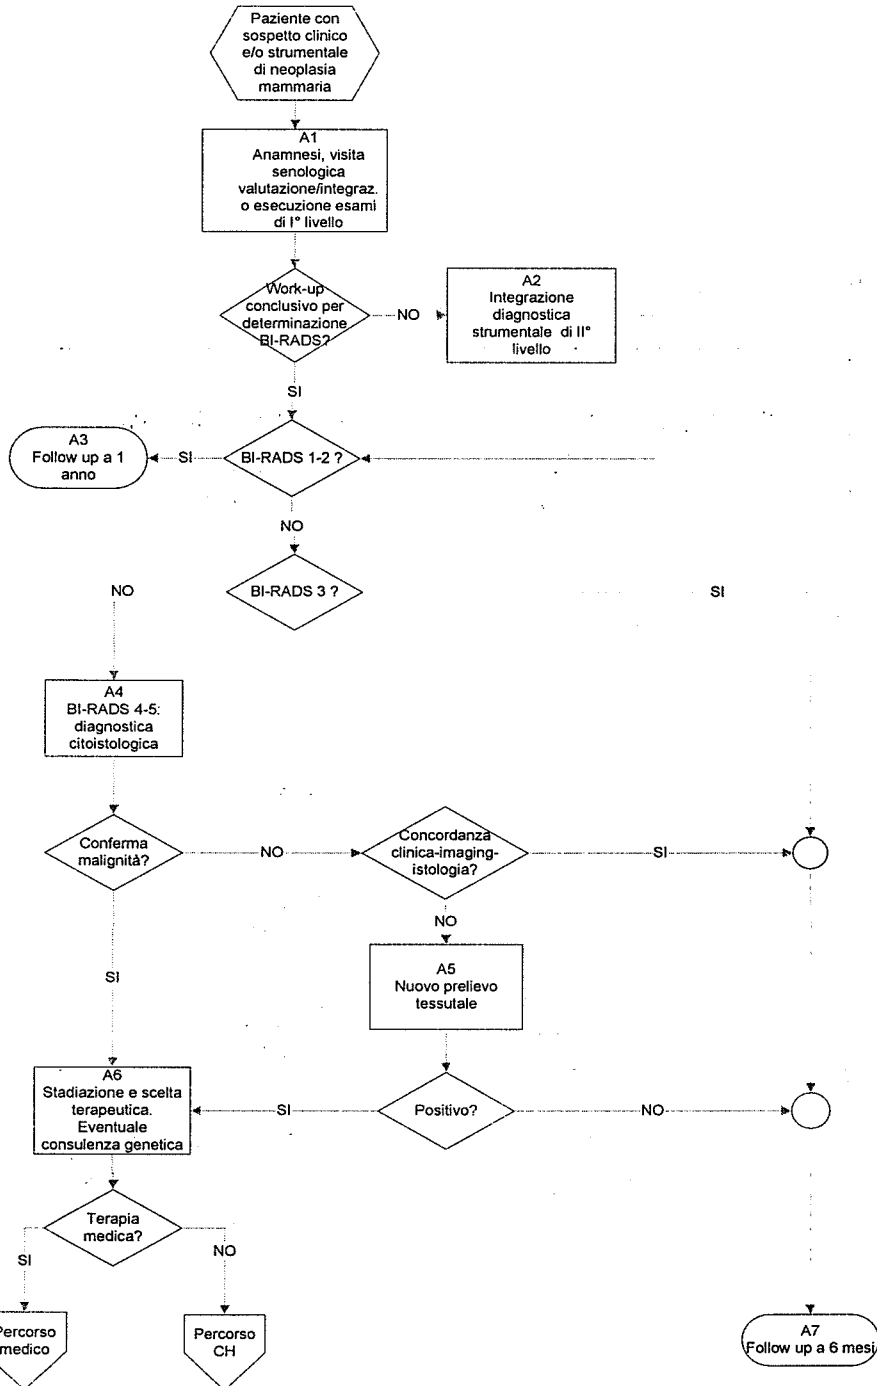 Paziente con
sospetto clinico
e/o strumentale
di neoplasia
mammaria
A1
Anamnesi, visita
senologica
valutazione/integraz.
o esecuzione esami
di I° livello
Work-up
conclusivo per
determinazione
BI-RADS?
NO
A2
Integrazione
diagnostica
strumentale di II°
livello
SI
A3
Follow up a 1
anno
SI
BI-RADS 1-2 ?
NO
NO
BI-RADS 3 ?
SI
A4
BI-RADS 4-5:
diagnostica
citoistologica
Conferma
malignità?
NO
Concordanza
clinica-imaging-
istologia?
SI
NO
SI
A5
Nuovo prelievo
tessutale
A6
Stadiazione e scelta
terapeutica.
Eventuale
consulenza genetica
SI
Positivo?
NO
Terapia
medica?
SI
NO
Percorso
medico
Percorso
CH
A7
Follow up a 6 mesi